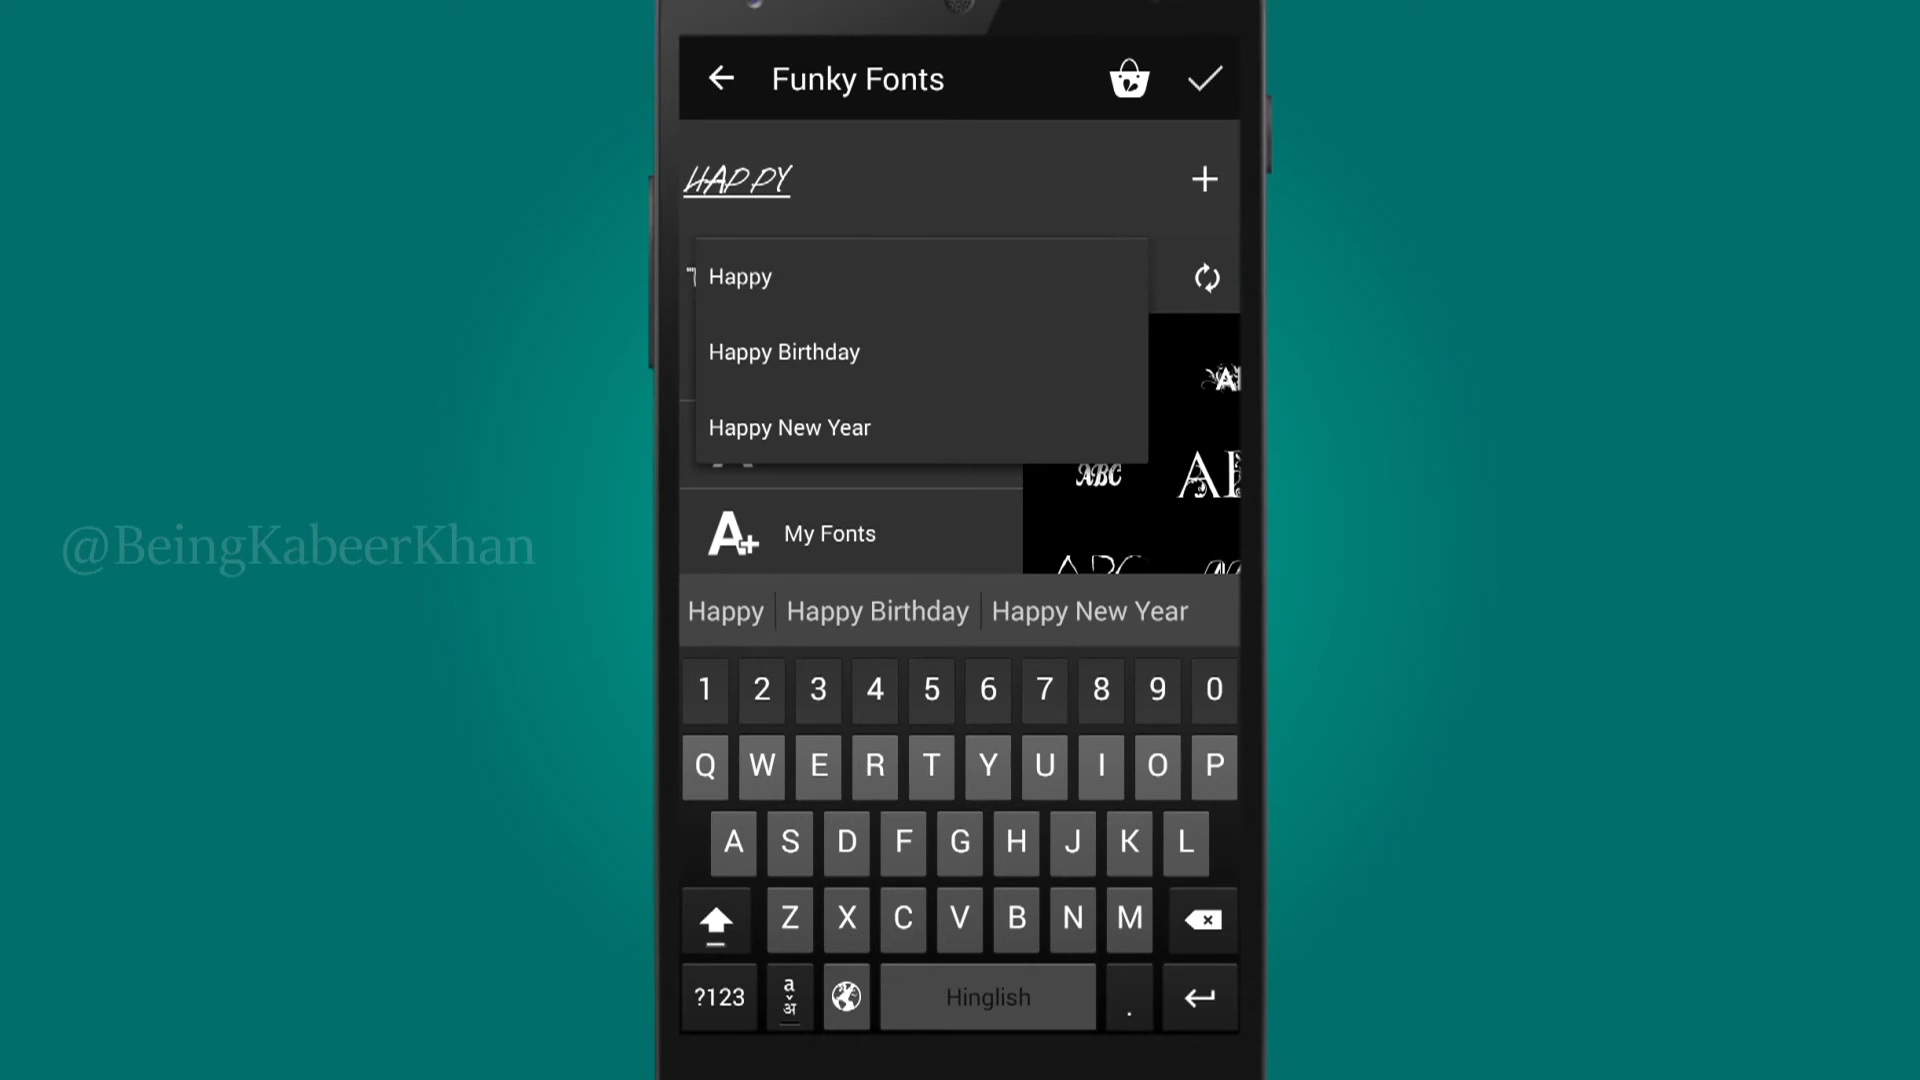 Funky Fonts
HAPPY
Happy
Happy Birthday
Happy New Year
ABC
My Fonts
Happy Happy Birthday Happy New Year
1 2 3 4 5 6 7 8 9 0
Q W E R T Y U I O P
A S D F G H J K L
Z X C V B N M
?123 a अ Hinglish .
@BeingKabeerKhan